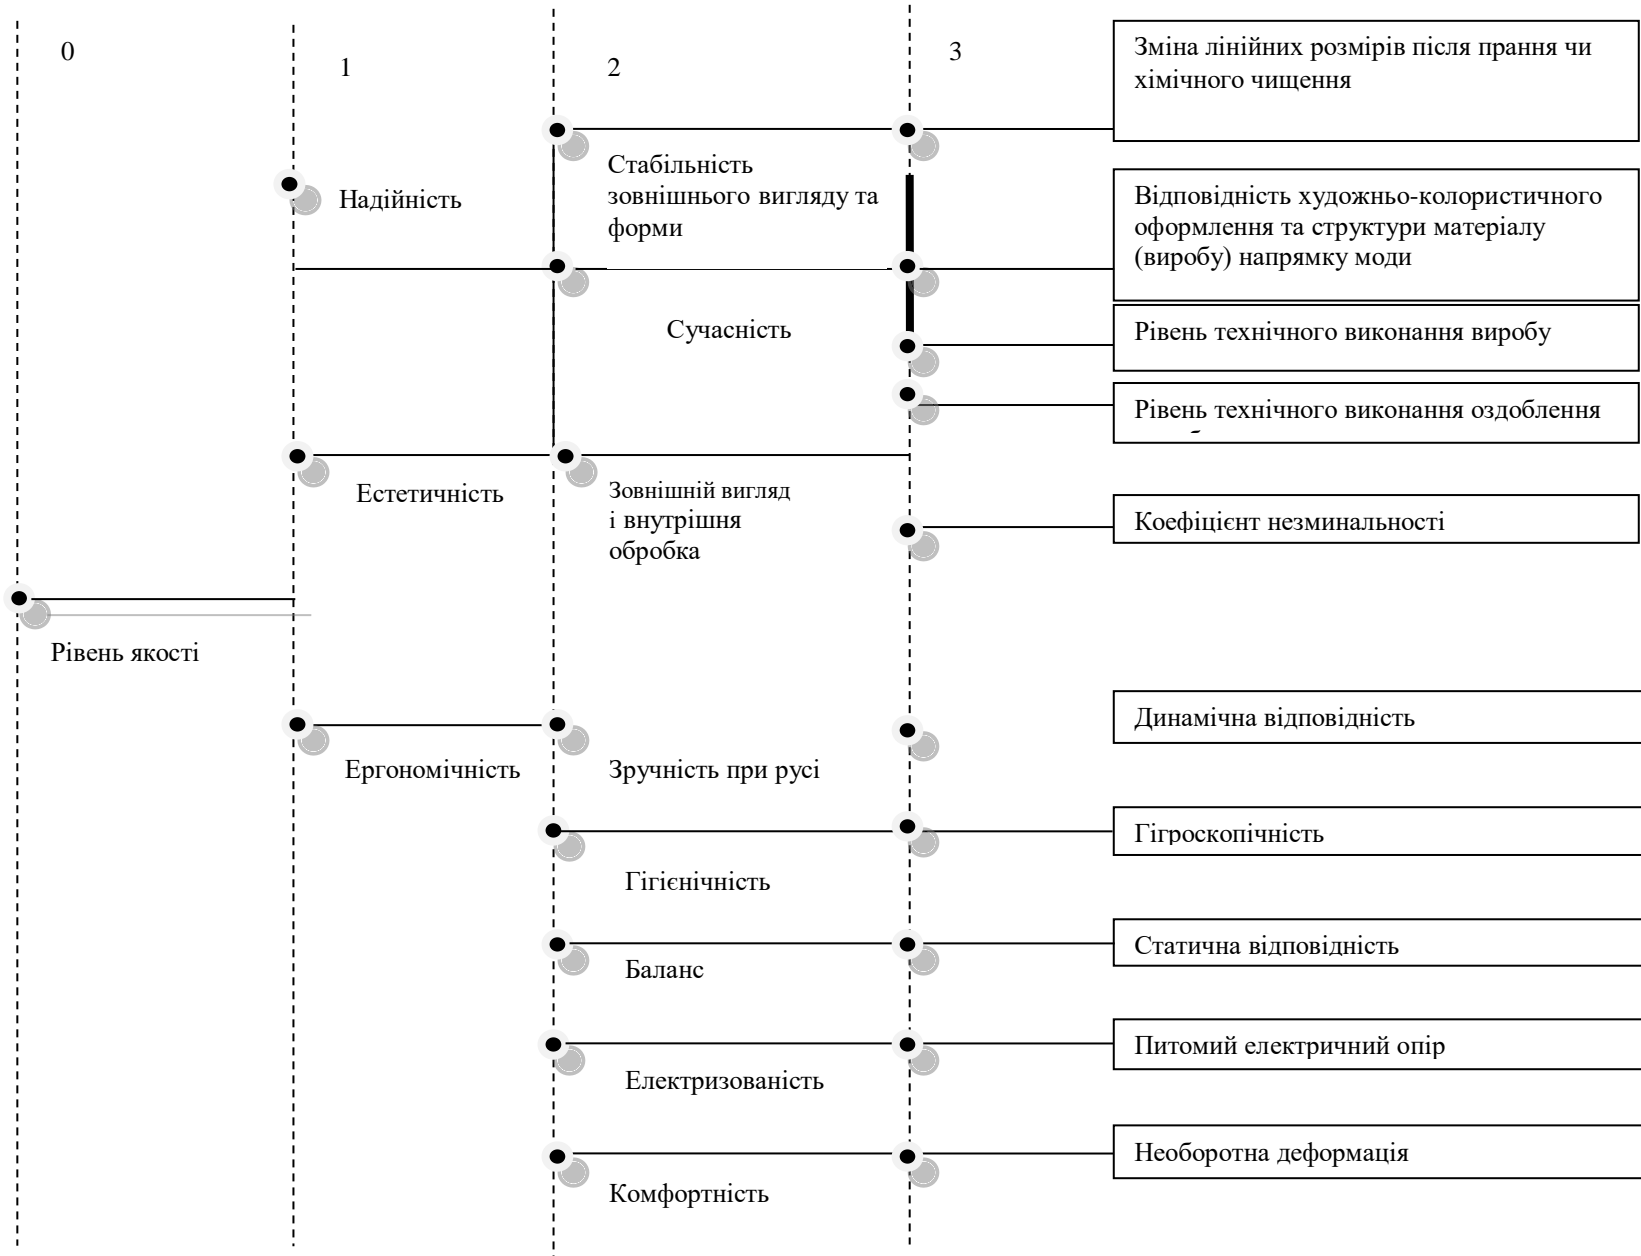 0
1
2
3
Зміна лінійних розмірів після прання чи
хімічного чищення
Стабільність
зовнішнього вигляду та
форми
Надійність
Відповідність художньо-колористичного
оформлення та структури матеріалу
(виробу) напрямку моди
Сучасність
Рівень технічного виконання виробу
Рівень технічного виконання оздоблення
Естетичність
Зовнішній вигляд
і внутрішня
обробка
Коефіцієнт незминальності
Рівень якості
Динамічна відповідність
Ергономічність
Зручність при русі
Гігроскопічність
Гігієнічність
Статична відповідність
Баланс
Питомий електричний опір
Електризованість
Необоротна деформація
Комфортність